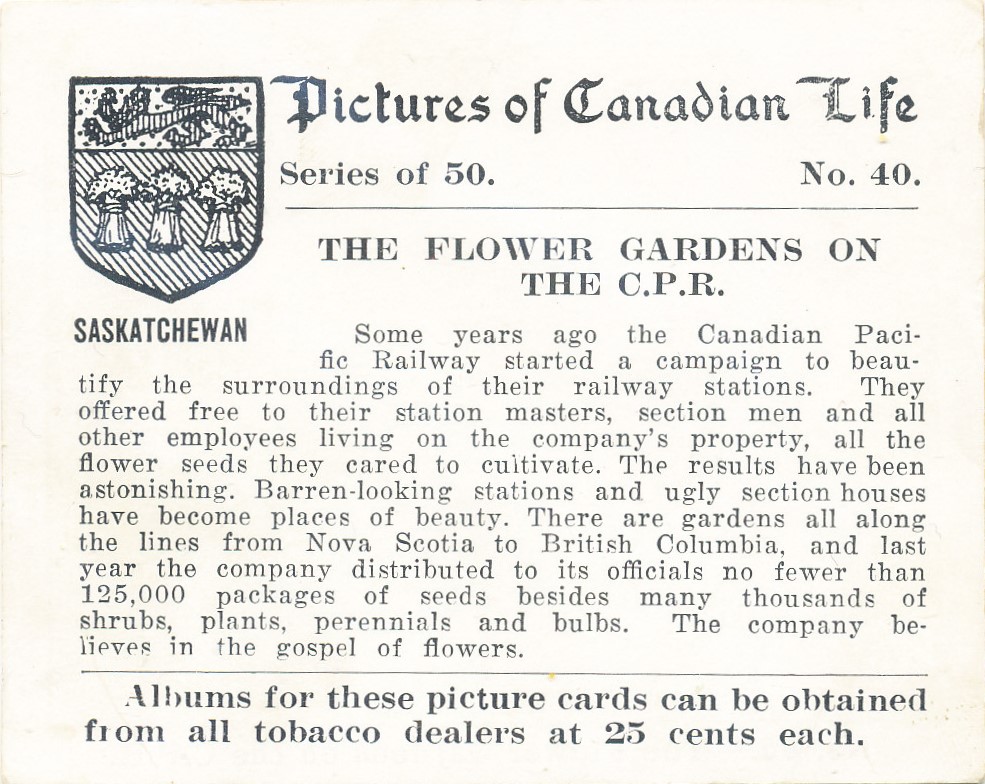 Pictures of Canadian Life
Series of 50. No. 40.
THE FLOWER GARDENS ON
THE C.P.R.
SASKATCHEWAN
Some years ago the Canadian Paci-
fic Railway started a campaign to beau-
tify the surroundings of their railway stations. They
offered free to their station masters, section men and all
other employees living on the company's property, all the
flower seeds they cared to cultivate. The results have been
astonishing. Barren-looking stations and ugly section houses
have become places of beauty. There are gardens all along
the lines from Nova Scotia to British Columbia, and last
year the company distributed to its officials no fewer than
125,000 packages of seeds besides many thousands of
shrubs, plants, perennials and bulbs. The company be-
lieves in the gospel of flowers.
Albums for these picture cards can be obtained
from all tobacco dealers at 25 cents each.